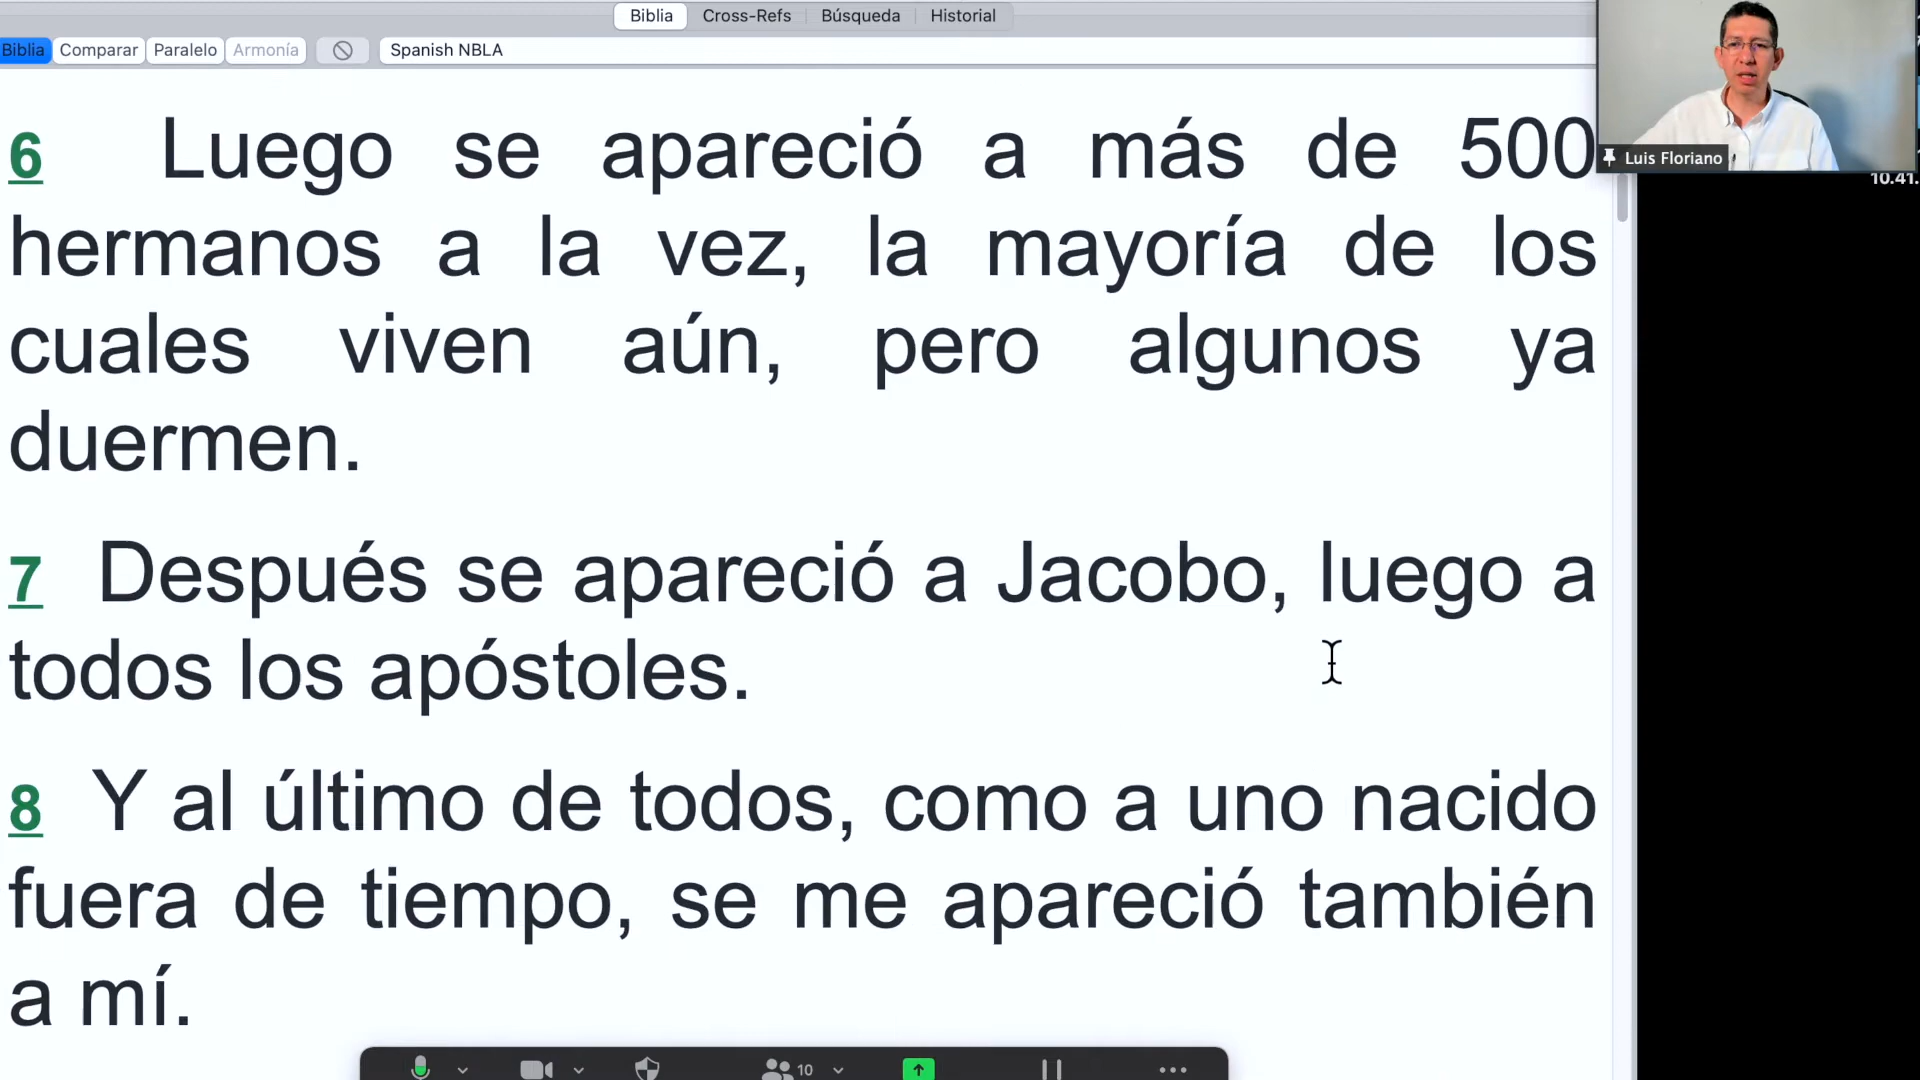 Biblia Cross-Refs Búsqueda Historial
Biblia Comparar Paralelo Armonía Spanish NBLA
6 Luego se apareció a más de 500
hermanos a la vez, la mayoría de los
cuales viven aún, pero algunos ya
duermen.
7 Después se apareció a Jacobo, luego a
todos los apóstoles.
8 Y al último de todos, como a uno nacido
fuera de tiempo, se me apareció también
a mí.
Luis Floriano
10.41.
10